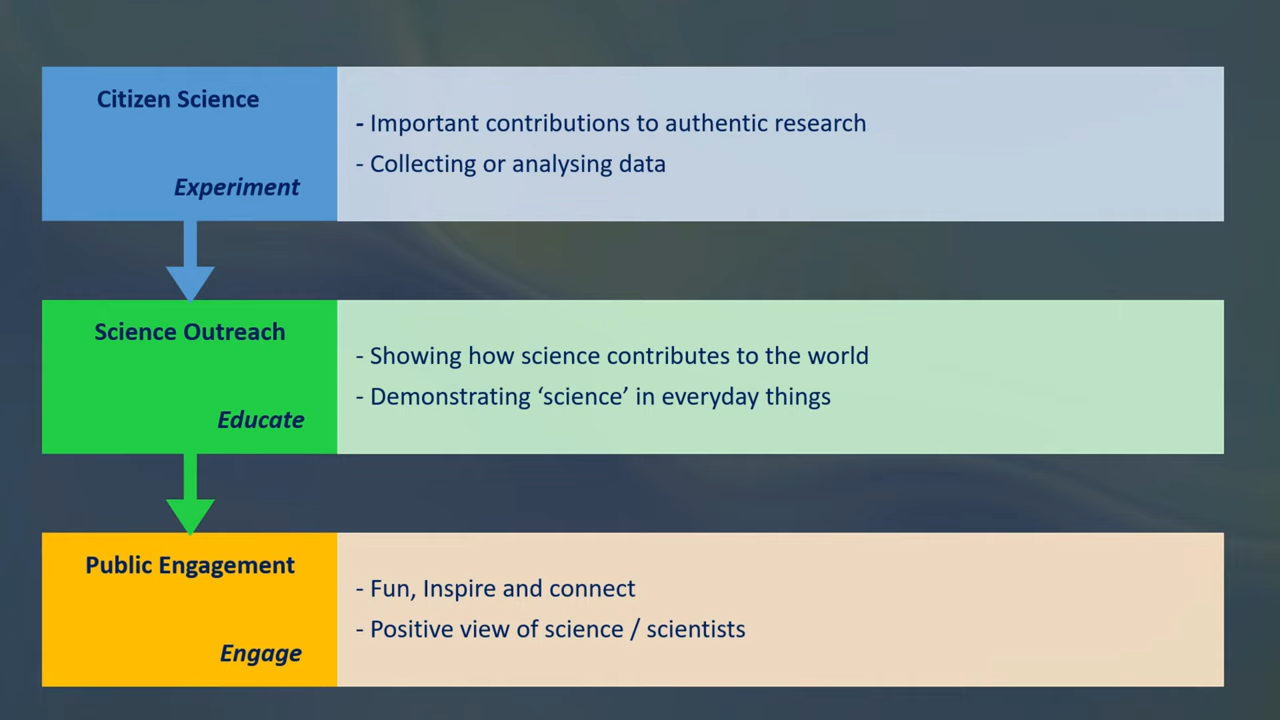 Citizen Science
Experiment
- Important contributions to authentic research
- Collecting or analysing data
Science Outreach
Educate
- Showing how science contributes to the world
- Demonstrating ‘science’ in everyday things
Public Engagement
Engage
- Fun, Inspire and connect
- Positive view of science / scientists